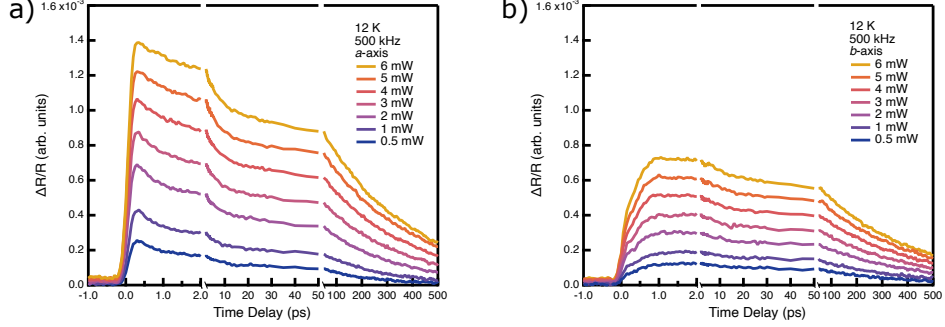 a)
1.6 x10⁻³
1.4
1.2
1.0
0.8
0.6
0.4
0.2
0.0
ΔR/R (arb. units)
12 K
500 kHz
a-axis
6 mW
5 mW
4 mW
3 mW
2 mW
1 mW
0.5 mW
-1.0 0.0 1.0 2.0 10 20 30 40 50 100 200 300 400 500
Time Delay (ps)
b)
1.6 x10⁻³
1.4
1.2
1.0
0.8
0.6
0.4
0.2
0.0
ΔR/R (arb. units)
12 K
500 kHz
b-axis
6 mW
5 mW
4 mW
3 mW
2 mW
1 mW
0.5 mW
-1.0 0.0 1.0 2.0 10 20 30 40 50 100 200 300 400 500
Time Delay (ps)